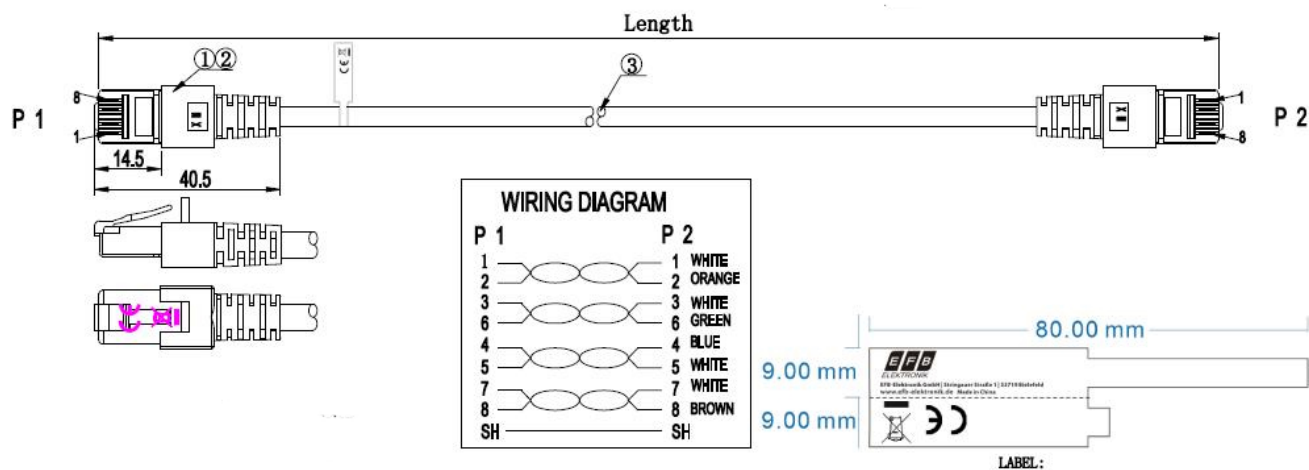 Length
①②
③
CE
8
1
P 1
1
8
P 2
14.5
40.5
WIRING DIAGRAM
P 1 P 2
1 1 WHITE
2 2 ORANGE
3 3 WHITE
6 6 GREEN
4 4 BLUE
5 5 WHITE
7 7 WHITE
8 8 BROWN
SH SH
CE
80.00 mm
9.00 mm
9.00 mm
EFB
ELEKTRONIK
EFB-Elektronik GmbH | Striegauer Straße 1 | 33719 Bielefeld
www.efb-elektronik.de Made in China
CE
LABEL: